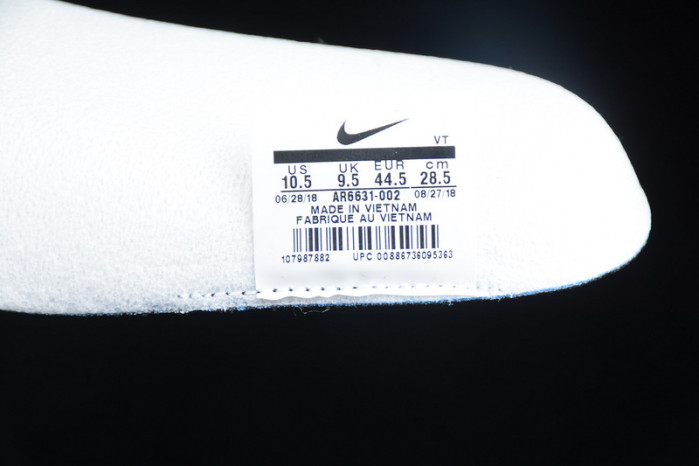 VT
US UK EUR cm
10.5 9.5 44.5 28.5
06/28/18 AR6631-002 08/27/18
MADE IN VIETNAM
FABRIQUE AU VIETNAM
107987882 UPC 00886736095363